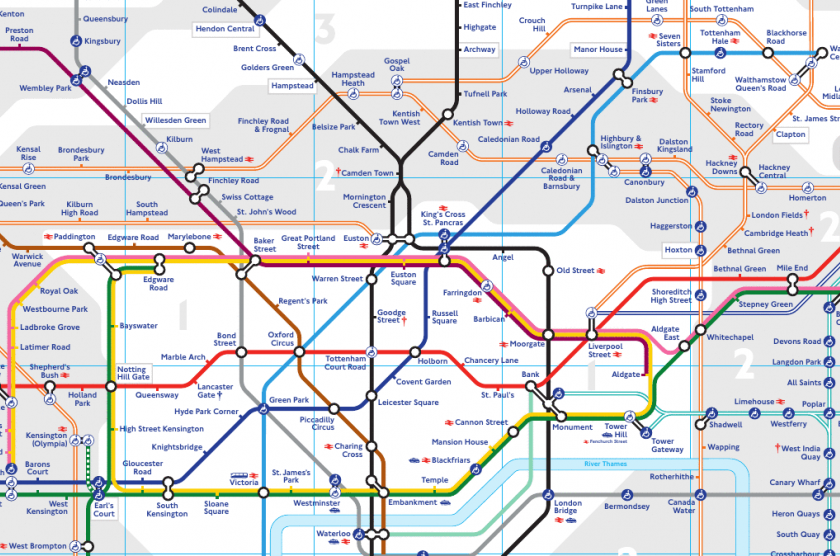 Kenton
Preston
Road
Queensbury
Kingsbury
Wembley Park
Neasden
Dollis Hill
Willesden Green
Kilburn
West
Hampstead
Finchley Road
Swiss Cottage
St. John's Wood
Colindale
Hendon Central
Brent Cross
Golders Green
Hampstead
Belsize Park
Chalk Farm
Camden Town
Mornington
Crescent
3
Hampstead
Heath
Finchley Road
& Frognal
Gospel
Oak
Kentish
Town West
Camden
Road
East Finchley
Highgate
Archway
Tufnell Park
Kentish Town
Crouch
Hill
Upper Holloway
Turnpike Lane
Manor House
Arsenal
Finsbury
Park
Holloway Road
Caledonian Road
Caledonian
Road &
Barnsbury
Highbury &
Islington
Canonbury
Dalston
Kingsland
Dalston Junction
Haggerston
Hoxton
Shoreditch
High Street
Green
Lanes
South Tottenham
Seven
Sisters
Tottenham
Hale
Blackhorse
Road
Walthamstow
Queen's Road
Stamford
Hill
Stoke
Newington
Rectory
Road
Clapton
St. James Str
Midl
Hackney
Downs
Hackney
Central
Homerton
London Fields
Cambridge Heath
Bethnal Green
Bethnal Green
Mile End
Stepney Green
Kensal
Rise
Brondesbury
Park
Brondesbury
Kensal Green
Queen's Park
Kilburn
High Road
South
Hampstead
2
2
Warwick
Avenue
Paddington
Edgware Road
Marylebone
Baker
Street
Great Portland
Street
Euston
King's Cross
St. Pancras
Angel
Old Street
Royal Oak
Westbourne Park
Ladbroke Grove
Latimer Road
Shepherd's
Bush
Edgware
Road
Bayswater
Notting
Hill Gate
1
Regent's Park
Warren Street
Euston
Square
Goodge
Street
Russell
Square
Farringdon
Barbican
Moorgate
Liverpool
Street
Aldgate
East
Aldgate
Whitechapel
Bond
Street
Oxford
Circus
Marble Arch
Tottenham
Court Road
Holborn
Chancery Lane
St. Paul's
Bank
1
2
Devons Road
Langdon Park
All Saints
Poplar
Holland
Park
Queensway
Lancaster
Gate
Covent Garden
Leicester Square
Hyde Park Corner
Green Park
Piccadilly
Circus
Charing
Cross
Cannon Street
Mansion House
Blackfriars
Temple
Embankment
Monument
Tower
Hill
Fenchurch Street
Tower
Gateway
Shadwell
Limehouse
Westferry
West India
Quay
Canary Wharf
Heron Quays
South Quay
Crossharbour
Kensington
(Olympia)
High Street Kensington
Knightsbridge
Barons
Court
Gloucester
Road
West
Kensington
Earl's
Court
South
Kensington
Sloane
Square
Victoria
St. James's
Park
Westminster
Waterloo
West Brompton
River Thames
London
Bridge
Bermondsey
Canada
Water
Wapping
Rotherhithe